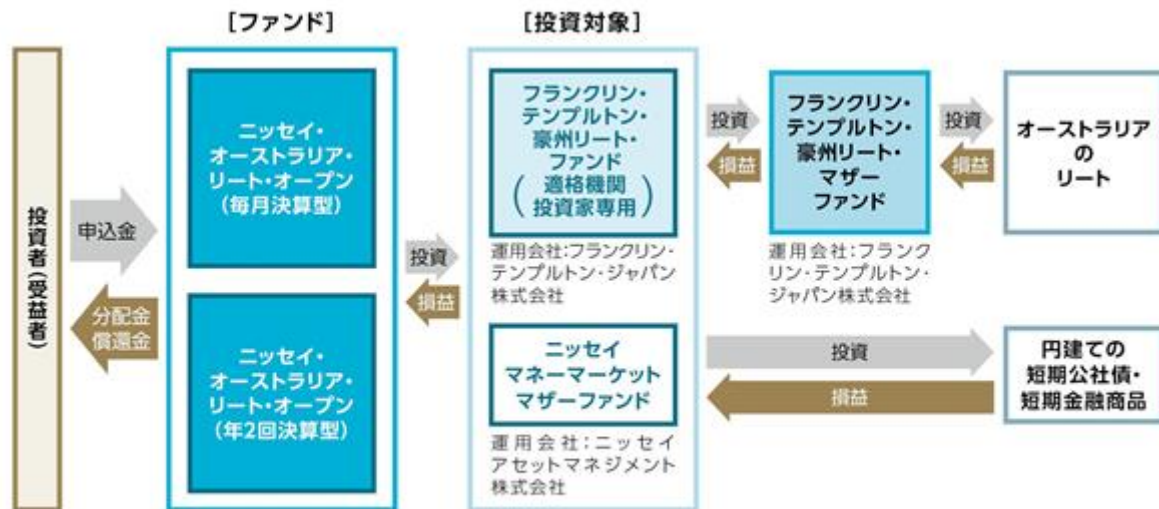 [ファンド]
[投資対象]
投資者(受益者)
申込金
分配金
償還金
ニッセイ・
オーストラリア・
リート・オープン
(毎月決算型)
ニッセイ・
オーストラリア・
リート・オープン
(年2回決算型)
投資
損益
フランクリン・
テンプルトン・
豪州リート・
ファンド
(適格機関
投資家専用)
運用会社:フランクリン・
テンプルトン・ジャパン
株式会社
ニッセイ
マネーマーケット
マザーファンド
運用会社:ニッセイ
アセットマネジメント
株式会社
投資
損益
フランクリン・
テンプルトン・
豪州リート・
マザー
ファンド
運用会社:フランク
リン・テンプルトン・
ジャパン株式会社
投資
損益
オーストラリア
の
リート
投資
損益
円建ての
短期公社債・
短期金融商品